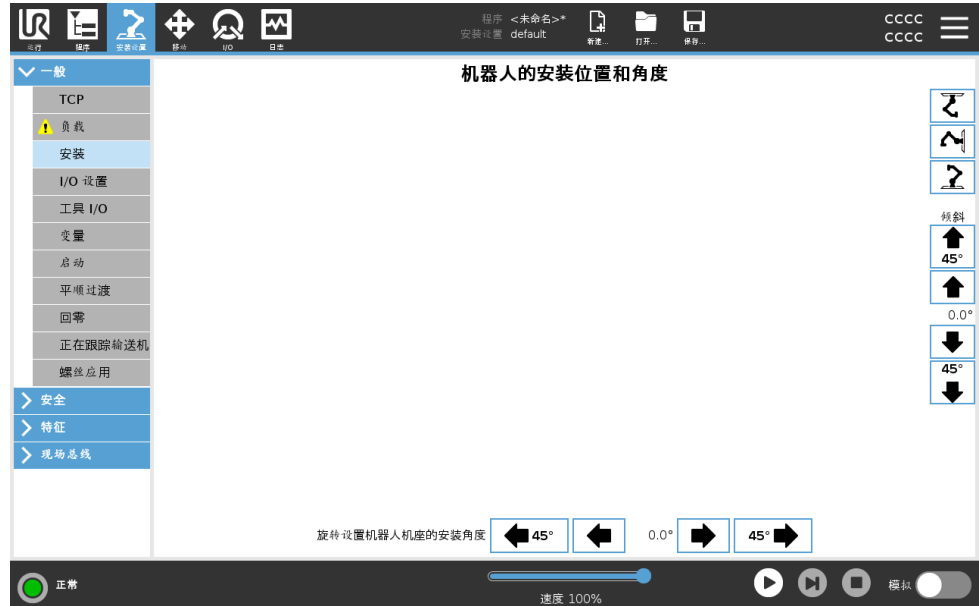 UR
运行
程序
安装设置
移动
I/O
日志
程序 <未命名>*
安装设置 default
新建...
打开...
保存...
CCCC
CCCC
一般
TCP
负载
安装
I/O 设置
工具 I/O
变量
启动
平顺过渡
回零
正在跟踪输送机
螺丝应用
安全
特征
现场总线
机器人的安装位置和角度
倾斜
45°
0.0°
45°
旋转设置机器人机座的安装角度 45° 0.0° 45°
正常
速度 100%
模拟